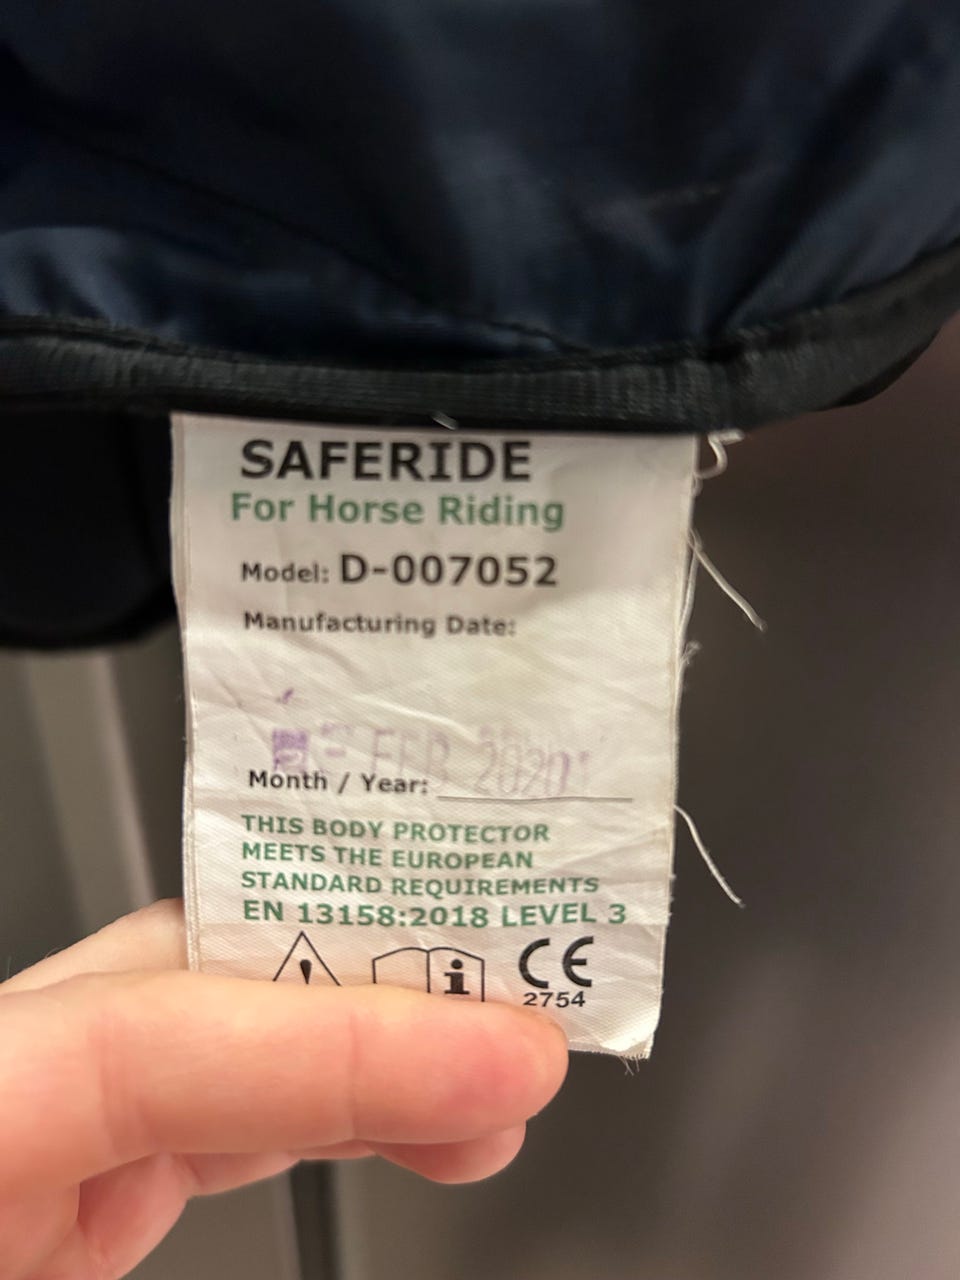 SAFERIDE
For Horse Riding
Model: D-007052
Manufacturing Date:
FEB 2020
Month / Year:
THIS BODY PROTECTOR
MEETS THE EUROPEAN
STANDARD REQUIREMENTS
EN 13158:2018 LEVEL 3
CE
2754